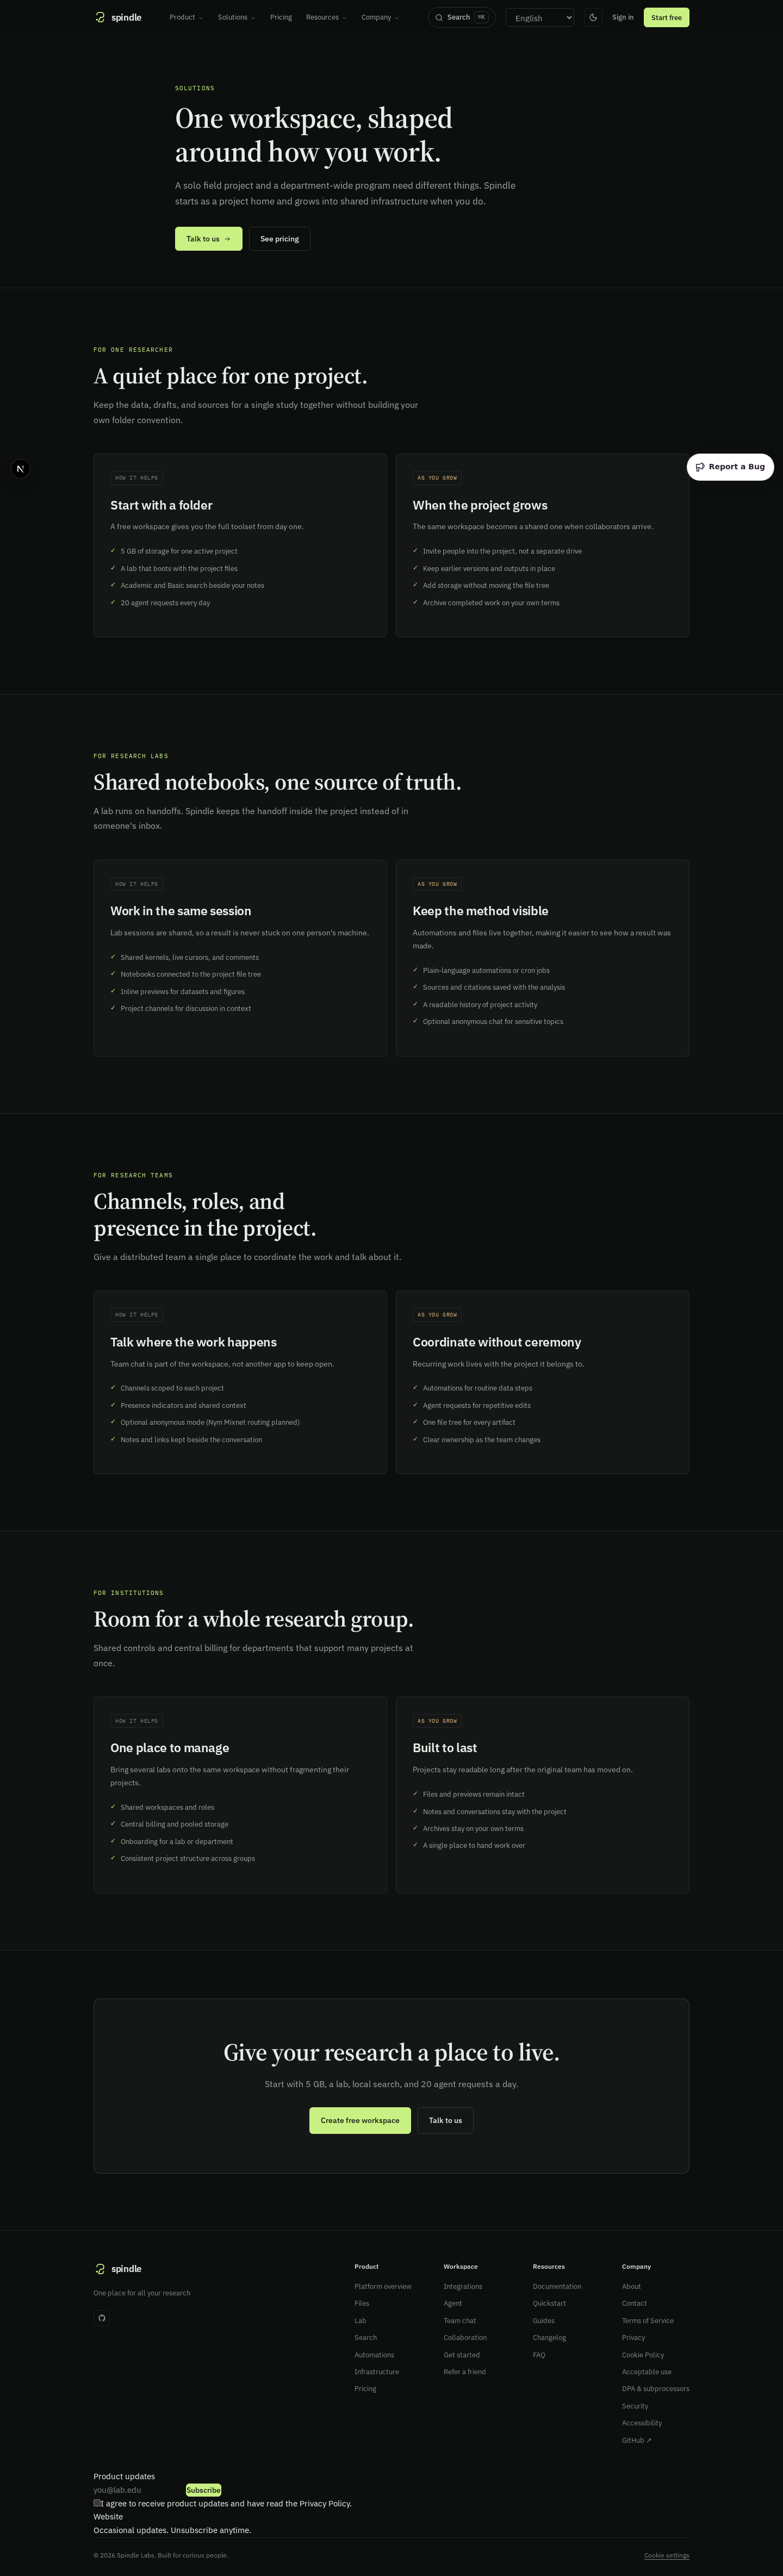 spindle
Product
Solutions
Pricing
Resources
Company
Search ⌘K
English
Sign in
Start free
SOLUTIONS
One workspace, shaped
around how you work.
A solo field project and a department-wide program need different things. Spindle
starts as a project home and grows into shared infrastructure when you do.
Talk to us →
See pricing
FOR ONE RESEARCHER
A quiet place for one project.
Keep the data, drafts, and sources for a single study together without building your
own folder convention.
HOW IT HELPS
Start with a folder
A free workspace gives you the full toolset from day one.
✓ 5 GB of storage for one active project
✓ A lab that boots with the project files
✓ Academic and Basic search beside your notes
✓ 20 agent requests every day
AS YOU GROW
When the project grows
The same workspace becomes a shared one when collaborators arrive.
✓ Invite people into the project, not a separate drive
✓ Keep earlier versions and outputs in place
✓ Add storage without moving the file tree
✓ Archive completed work on your own terms
N
Report a Bug
FOR RESEARCH LABS
Shared notebooks, one source of truth.
A lab runs on handoffs. Spindle keeps the handoff inside the project instead of in
someone's inbox.
HOW IT HELPS
Work in the same session
Lab sessions are shared, so a result is never stuck on one person's machine.
✓ Shared kernels, live cursors, and comments
✓ Notebooks connected to the project file tree
✓ Inline previews for datasets and figures
✓ Project channels for discussion in context
AS YOU GROW
Keep the method visible
Automations and files live together, making it easier to see how a result was
made.
✓ Plain-language automations or cron jobs
✓ Sources and citations saved with the analysis
✓ A readable history of project activity
✓ Optional anonymous chat for sensitive topics
FOR RESEARCH TEAMS
Channels, roles, and
presence in the project.
Give a distributed team a single place to coordinate the work and talk about it.
HOW IT HELPS
Talk where the work happens
Team chat is part of the workspace, not another app to keep open.
✓ Channels scoped to each project
✓ Presence indicators and shared context
✓ Optional anonymous mode (Nym Mixnet routing planned)
✓ Notes and links kept beside the conversation
AS YOU GROW
Coordinate without ceremony
Recurring work lives with the project it belongs to.
✓ Automations for routine data steps
✓ Agent requests for repetitive edits
✓ One file tree for every artifact
✓ Clear ownership as the team changes
FOR INSTITUTIONS
Room for a whole research group.
Shared controls and central billing for departments that support many projects at
once.
HOW IT HELPS
One place to manage
Bring several labs onto the same workspace without fragmenting their
projects.
✓ Shared workspaces and roles
✓ Central billing and pooled storage
✓ Onboarding for a lab or department
✓ Consistent project structure across groups
AS YOU GROW
Built to last
Projects stay readable long after the original team has moved on.
✓ Files and previews remain intact
✓ Notes and conversations stay with the project
✓ Archives stay on your own terms
✓ A single place to hand work over
Give your research a place to live.
Start with 5 GB, a lab, local search, and 20 agent requests a day.
Create free workspace
Talk to us
spindle
One place for all your research
Product
Platform overview
Files
Lab
Search
Automations
Infrastructure
Pricing
Workspace
Integrations
Agent
Team chat
Collaboration
Get started
Refer a friend
Resources
Documentation
Quickstart
Guides
Changelog
FAQ
Company
About
Contact
Terms of Service
Privacy
Cookie Policy
Acceptable use
DPA & subprocessors
Security
Accessibility
GitHub ↗
Product updates
you@lab.edu
Subscribe
I agree to receive product updates and have read the Privacy Policy.
Website
Occasional updates. Unsubscribe anytime.
© 2026 Spindle Labs. Built for curious people.
Cookie settings